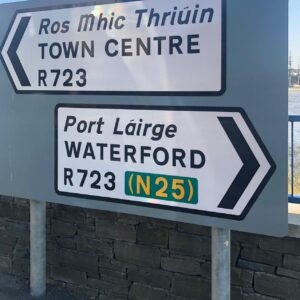 Ros Mhic Thriúin
TOWN CENTRE
R723
Port Láirge
WATERFORD
R723 (N25)